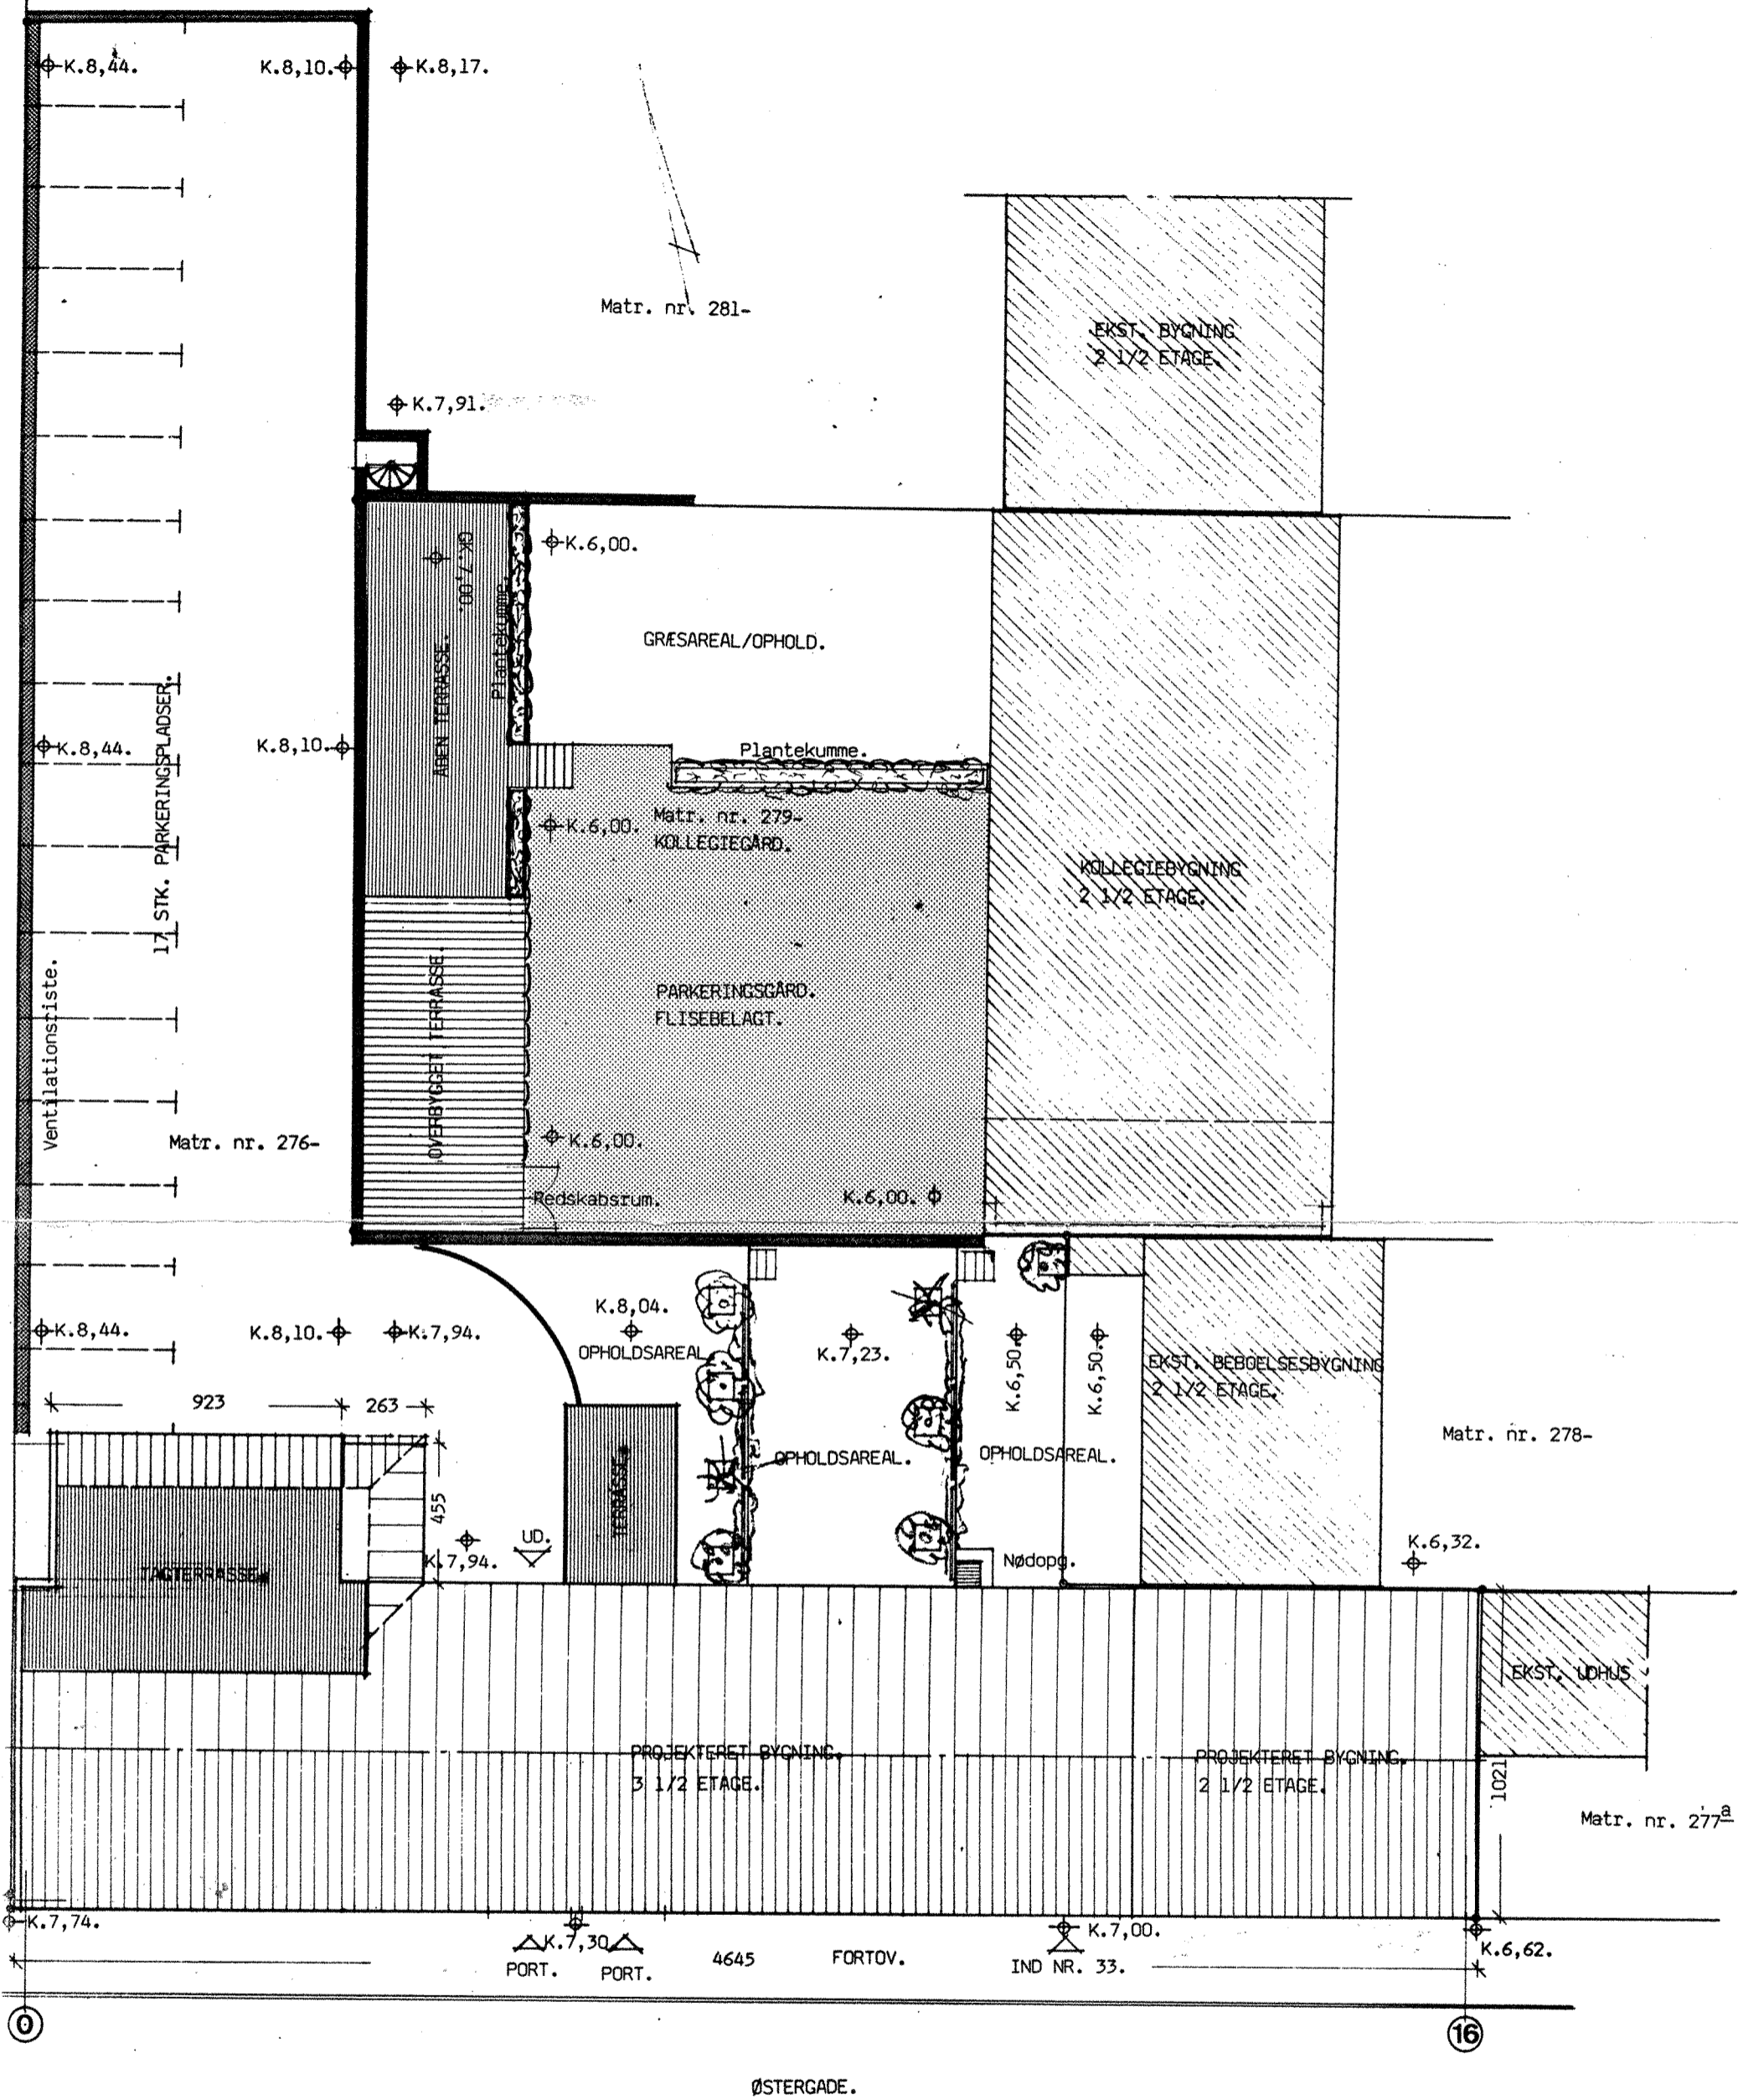 K.8,44.
K.8,10.
K.8,17.
Matr. nr. 281-
EKST. BYGNING
2 1/2 ETAGE.
K.7,91.
GK. 7,00.
K.6,00.
Plantekumme.
ÅBEN TERRASSE.
GRÆSAREAL/OPHOLD.
17 STK. PARKERINGSPLADSER.
K.8,44.
K.8,10.
Plantekumme.
K.6,00.
Matr. nr. 279-
KOLLEGIEGÅRD.
KOLLEGIEBYGNING
2 1/2 ETAGE.
Ventilationsriste.
OVERBYGGET TERRASSE.
PARKERINGSGÅRD.
FLISEBELAGT.
Matr. nr. 276-
K.6,00.
Redskabsrum.
K.6,00.
K.8,44.
K.8,10.
K.7,94.
K.8,04.
OPHOLDSAREAL
K.7,23.
K.6,50.
K.6,50.
EKST. BEBOELSESBYGNING
2 1/2 ETAGE.
923
263
Matr. nr. 278-
OPHOLDSAREAL.
OPHOLDSAREAL.
455
TERRASSE.
UD.
K.7,94.
Nødopg.
K.6,32.
TAGTERRASSE.
EKST. UDHUS
PROJEKTERET BYGNING.
3 1/2 ETAGE.
PROJEKTERET BYGNING.
2 1/2 ETAGE.
1021
Matr. nr. 277a
K.7,74.
K.7,30
K.7,00.
K.6,62.
PORT.
PORT.
4645
FORTOV.
IND NR. 33.
0
16
ØSTERGADE.